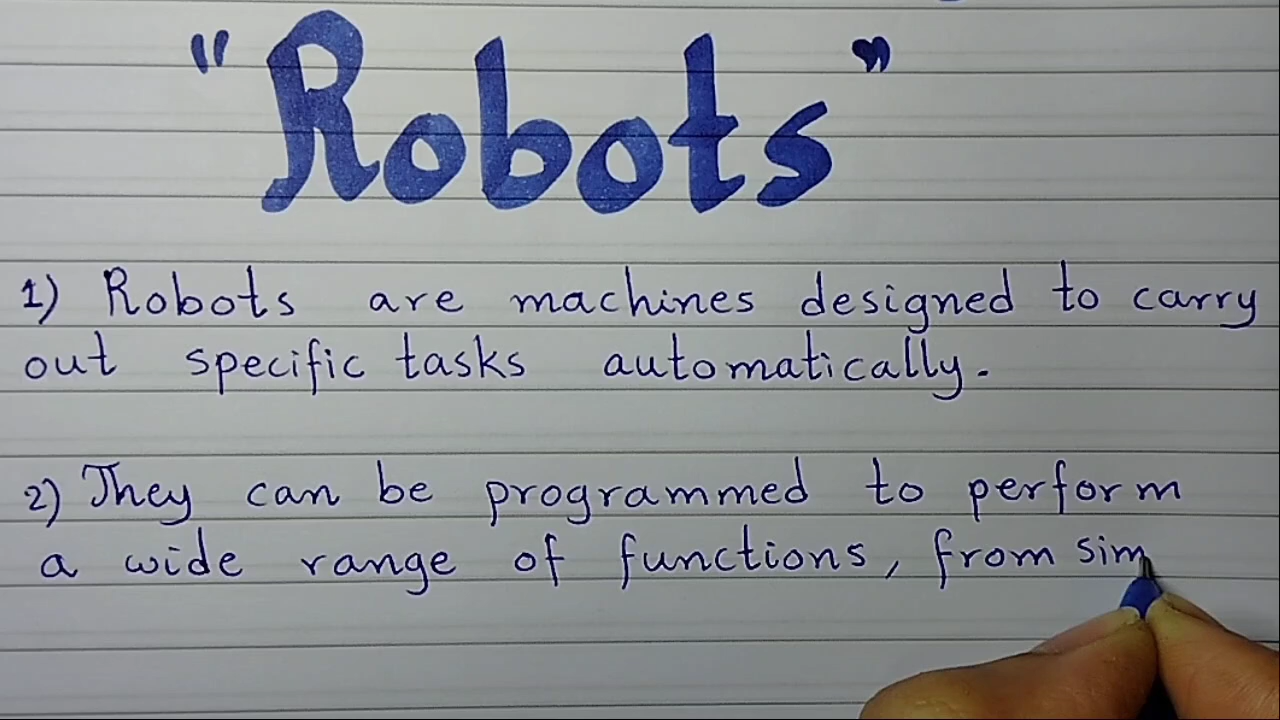 "Robots"
1) Robots are machines designed to carry
out specific tasks automatically.
2) They can be programmed to perform
a wide range of functions, from sim